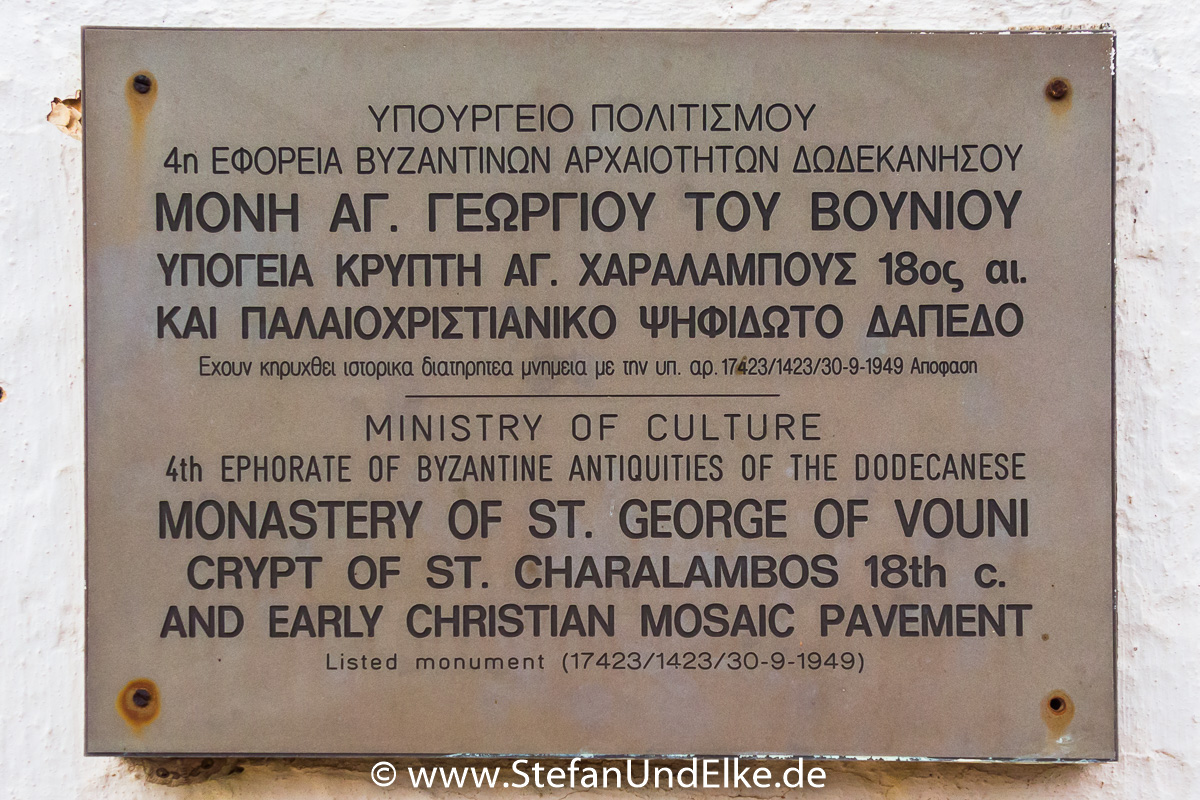 ΥΠΟΥΡΓΕΙΟ ΠΟΛΙΤΙΣΜΟΥ
4η ΕΦΟΡΕΙΑ ΒΥΖΑΝΤΙΝΩΝ ΑΡΧΑΙΟΤΗΤΩΝ ΔΩΔΕΚΑΝΗΣΟΥ
ΜΟΝΗ ΑΓ. ΓΕΩΡΓΙΟΥ ΤΟΥ ΒΟΥΝΙΟΥ
ΥΠΟΓΕΙΑ ΚΡΥΠΤΗ ΑΓ. ΧΑΡΑΛΑΜΠΟΥΣ 18ος αι.
ΚΑΙ ΠΑΛΑΙΟΧΡΙΣΤΙΑΝΙΚΟ ΨΗΦΙΔΩΤΟ ΔΑΠΕΔΟ
Εχουν κηρυχθει ιστορικα διατηρητεα μνημεια με την υπ. αρ. 17423/1423/30-9-1949 Αποφαση
MINISTRY OF CULTURE
4th EPHORATE OF BYZANTINE ANTIQUITIES OF THE DODECANESE
MONASTERY OF ST. GEORGE OF VOUNI
CRYPT OF ST. CHARALAMBOS 18th c.
AND EARLY CHRISTIAN MOSAIC PAVEMENT
Listed monument (17423/1423/30-9-1949)
© www.StefanUndElke.de